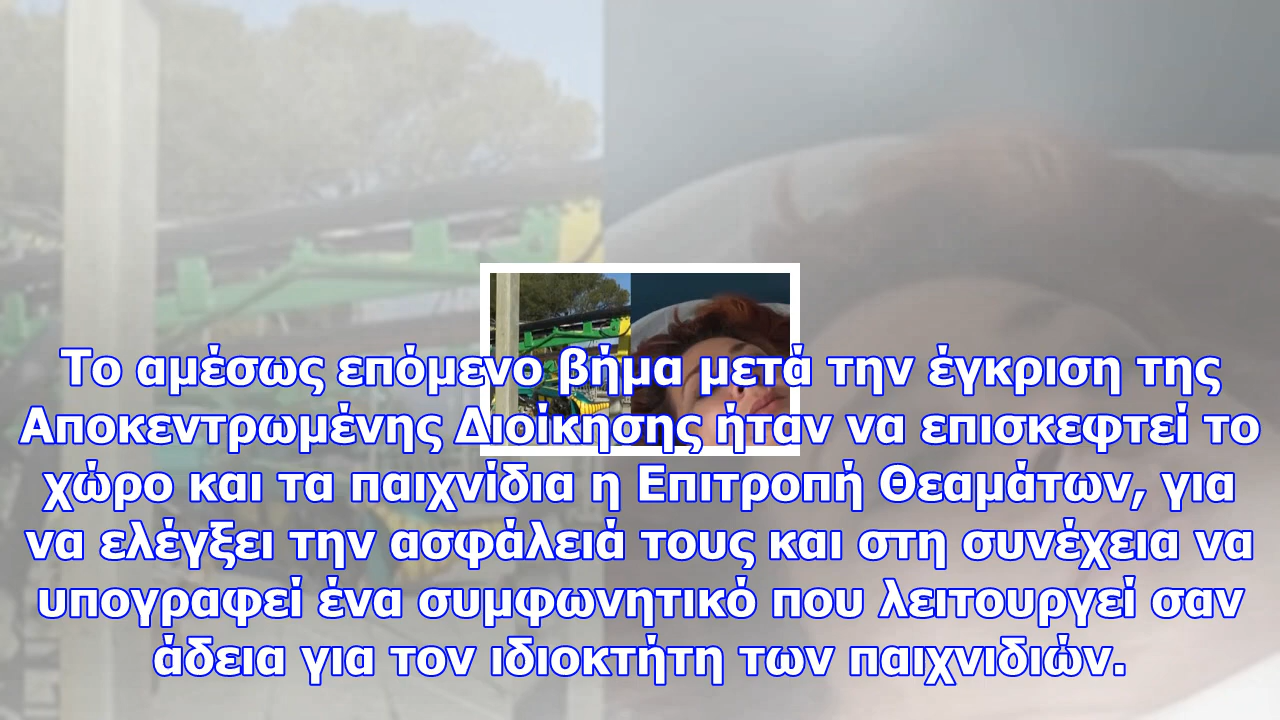 Το αμέσως επόμενο βήμα μετά την έγκριση της
Αποκεντρωμένης Διοίκησης ήταν να επισκεφτεί το
χώρο και τα παιχνίδια η Επιτροπή Θεαμάτων, για
να ελέγξει την ασφάλειά τους και στη συνέχεια να
υπογραφεί ένα συμφωνητικό που λειτουργεί σαν
άδεια για τον ιδιοκτήτη των παιχνιδιών.